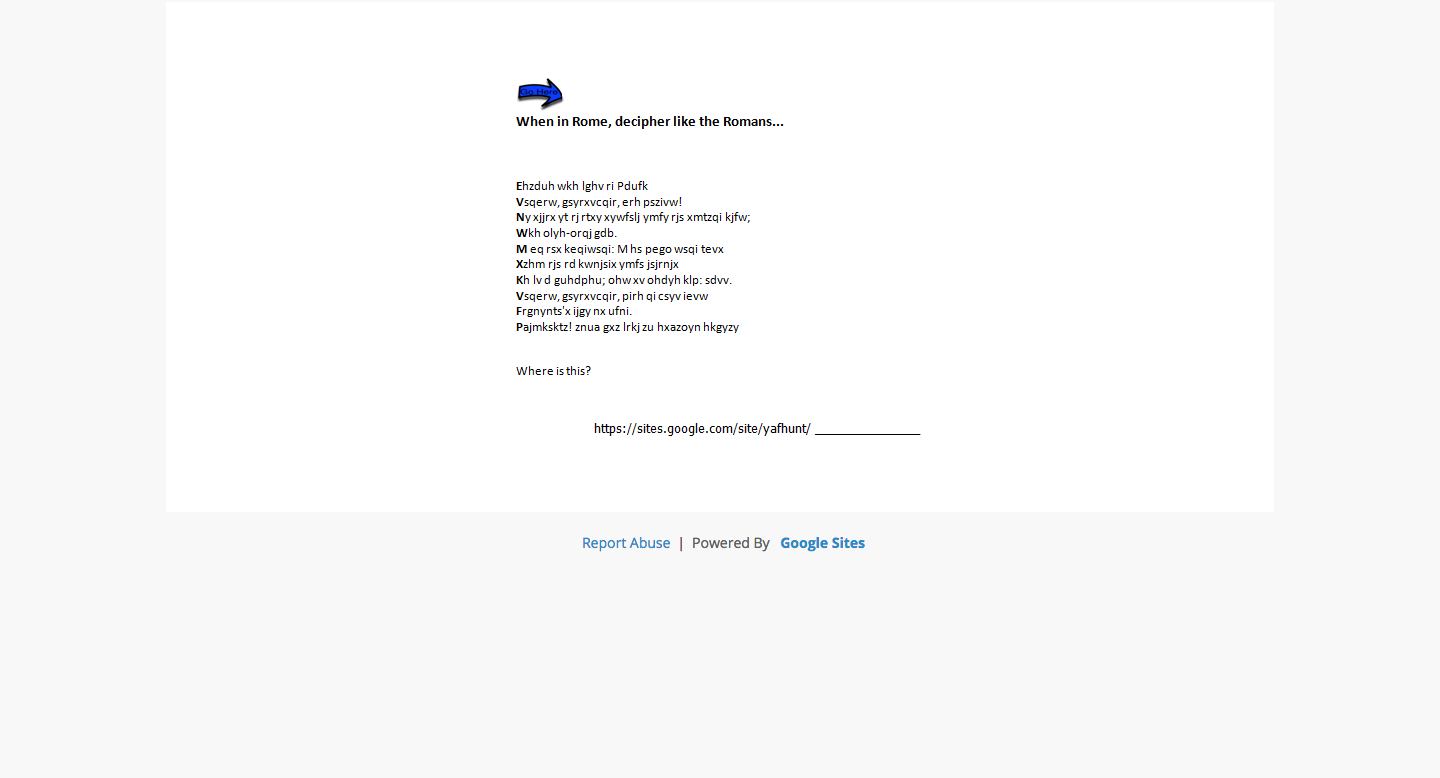 Go Here
When in Rome, decipher like the Romans...
Ehzduh wkh lghv ri Pdufk
Vsqerw, gsyrxvcqir, erh pszivw!
Ny xjjrx yt rj rtxy xywfslj ymfy rjs xmtzqi kjfw;
Wkh olyh-orqj gdb.
M eq rsx keqiwsqi: M hs pego wsqi tevx
Xzhm rjs rd kwnjsix ymfs jsjrnjx
Kh lv d guhdphu; ohw xv ohdyh klp: sdvv.
Vsqerw, gsyrxvcqir, pirh qi csyv ievw
Frgnynts'x ijgy nx ufni.
Pajmksktz! znua gxz lrkj zu hxazoyn hkgyzy
Where is this?
https://sites.google.com/site/yafhunt/ ________________
Report Abuse | Powered By Google Sites